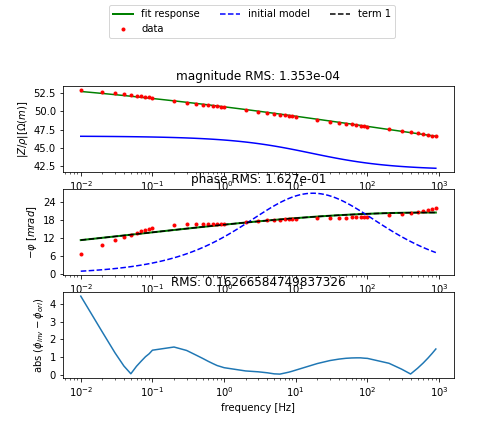 fit response
data
initial model
term 1
magnitude RMS: 1.353e-04
|Z/ρ|[Ω(m)]
52.5
50.0
47.5
45.0
42.5
10⁻² 10⁻¹ 10⁰ 10¹ 10² 10³
phase RMS: 1.627e-01
−φ [mrad]
24
18
12
6
0
10⁻² 10⁻¹ 10⁰ 10¹ 10² 10³
RMS: 0.16266584749837326
abs (ϕinv − ϕori)
4
3
2
1
0
10⁻² 10⁻¹ 10⁰ 10¹ 10² 10³
frequency [Hz]